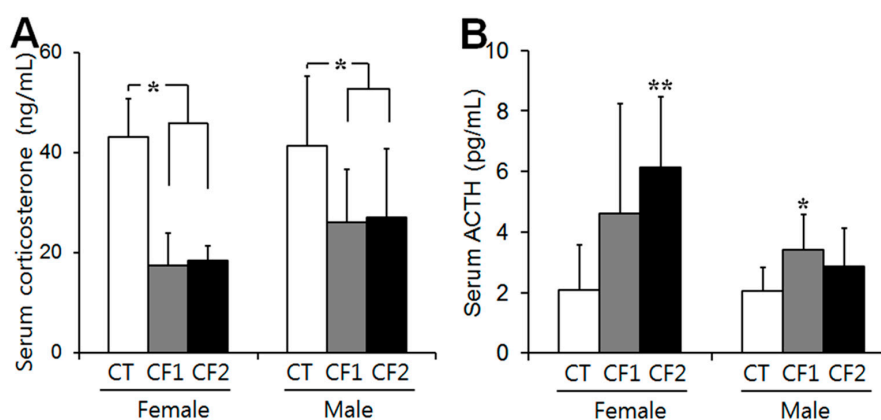 A
Serum corticosterone (ng/mL)
60
40
20
0
*
*
CT CF1 CF2 CT CF1 CF2
Female Male
B
Serum ACTH (pg/mL)
10
8
6
4
2
0
**
*
CT CF1 CF2 CT CF1 CF2
Female Male